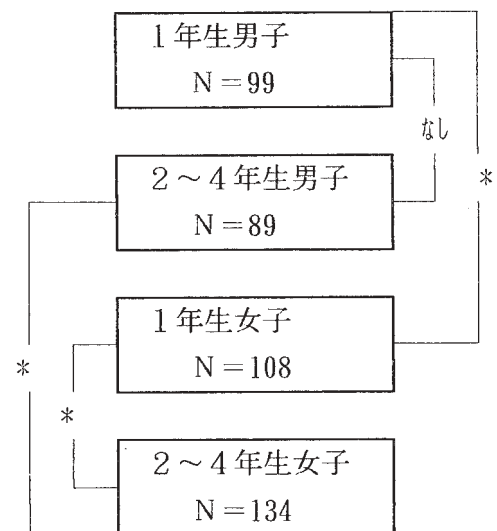 １年生男子
N＝99
なし
＊
２～４年生男子
N＝89
１年生女子
N＝108
＊
＊
２～４年生女子
N＝134